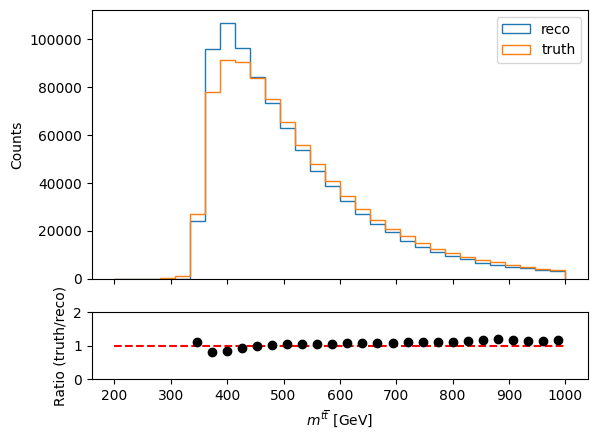 reco
truth
Counts
100000
80000
60000
40000
20000
0
Ratio (truth/reco)
2
1
0
200 300 400 500 600 700 800 900 1000
m^{t\overline{t}} [GeV]